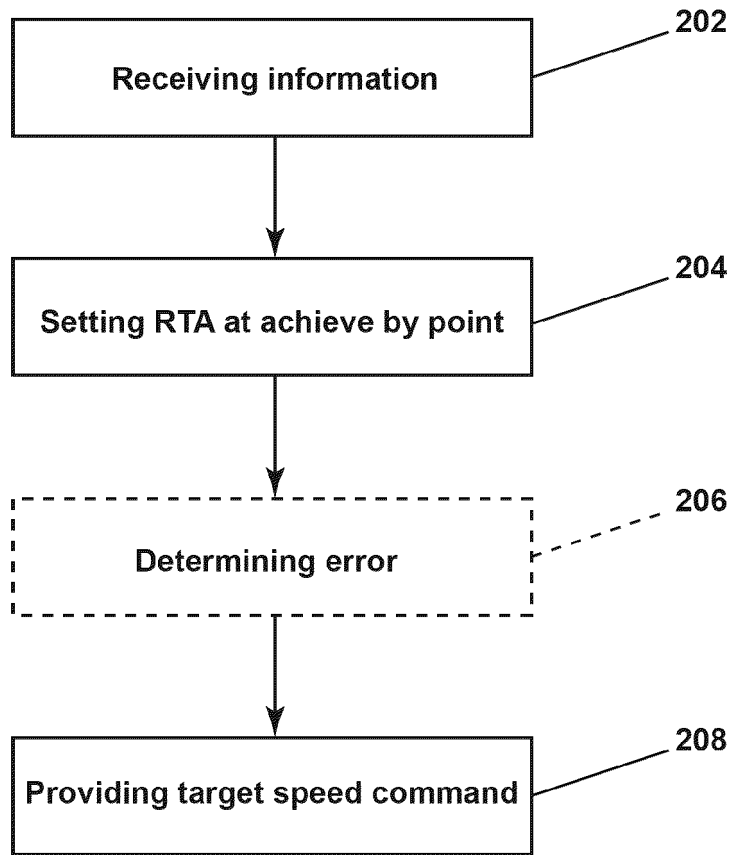 202
Receiving information
204
Setting RTA at achieve by point
206
Determining error
208
Providing target speed command